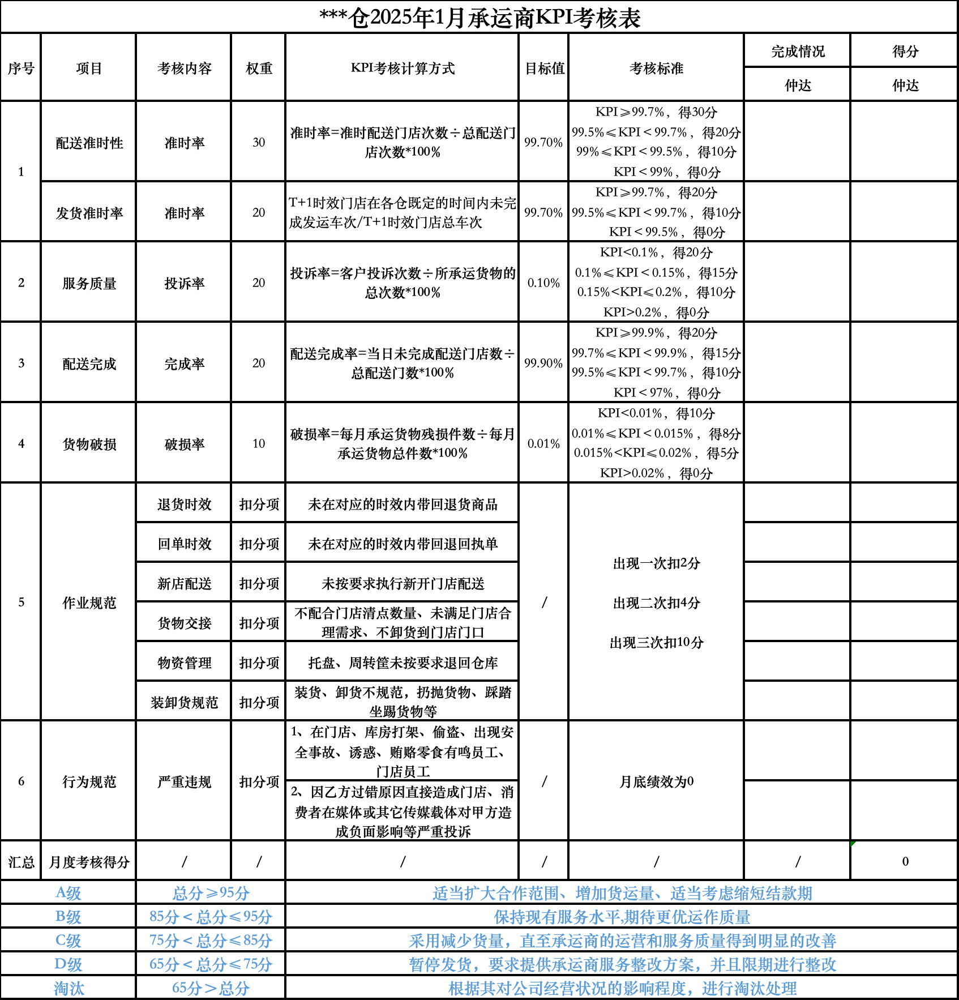 ***仓2025年1月承运商KPI考核表
序号 项目 考核内容 权重 KPI考核计算方式 目标值 考核标准 完成情况 得分
仲达 仲达
1
配送准时性 准时率 30
准时率=准时配送门店次数÷总配送门
店次数*100%
99.70%
KPI≥99.7%，得30分
99.5%≤KPI＜99.7%，得20分
99%≤KPI＜99.5%，得10分
KPI＜99%，得0分
发货准时率 准时率 20
T+1时效门店在各仓既定的时间内未完
成发运车次/T+1时效门店总车次
99.70%
KPI≥99.7%，得20分
99.5%≤KPI＜99.7%，得10分
KPI＜99.5%，得0分
2 服务质量 投诉率 20
投诉率=客户投诉次数÷所承运货物的
总次数*100%
0.10%
KPI<0.1%，得20分
0.1%≤KPI＜0.15%，得15分
0.15%<KPI≤0.2%，得10分
KPI>0.2%，得0分
3 配送完成 完成率 20
配送完成率=当日未完成配送门店数÷
总配送门数*100%
99.90%
KPI≥99.9%，得20分
99.7%≤KPI＜99.9%，得15分
99.5%≤KPI＜99.7%，得10分
KPI＜97%，得0分
4 货物破损 破损率 10
破损率=每月承运货物残损件数÷每月
承运货物总件数*100%
0.01%
KPI<0.01%，得10分
0.01%≤KPI＜0.015%，得8分
0.015%<KPI≤0.02%，得5分
KPI>0.02%，得0分
5 作业规范
退货时效 扣分项 未在对应的时效内带回退货商品
回单时效 扣分项 未在对应的时效内带回退回执单
新店配送 扣分项 未按要求执行新开门店配送
货物交接 扣分项
不配合门店清点数量、未满足门店合
理需求、不卸货到门店门口
物资管理 扣分项 托盘、周转筐未按要求退回仓库
装卸货规范 扣分项
装货、卸货不规范，扔抛货物、踩踏
坐踢货物等
/
出现一次扣2分
出现二次扣4分
出现三次扣10分
6 行为规范 严重违规 扣分项
1、在门店、库房打架、偷盗、出现安
全事故、诱惑、贿赂零食有鸣员工、
门店员工
2、因乙方过错原因直接造成门店、消
费者在媒体或其它传媒载体对甲方造
成负面影响等严重投诉
/ 月底绩效为0
汇总 月度考核得分 / / / / / / 0
A级 总分≥95分 适当扩大合作范围、增加货运量、适当考虑缩短结款期
B级 85分＜总分≤95分 保持现有服务水平,期待更优运作质量
C级 75分＜总分≤85分 采用减少货量，直至承运商的运营和服务质量得到明显的改善
D级 65分＜总分≤75分 暂停发货，要求提供承运商服务整改方案，并且限期进行整改
淘汰 65分＞总分 根据其对公司经营状况的影响程度，进行淘汰处理